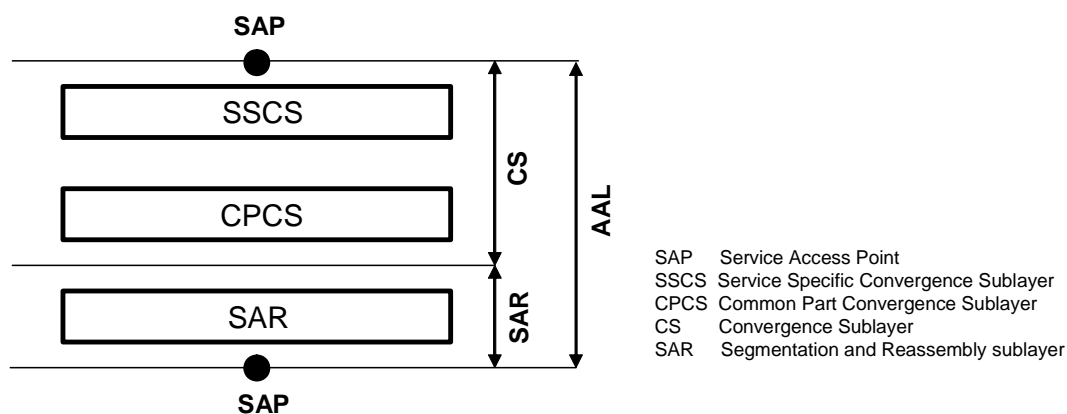 SAP
SSCS
CPCS
SAR
SAP
CS
SAR
AAL
SAP Service Access Point
SSCS Service Specific Convergence Sublayer
CPCS Common Part Convergence Sublayer
CS Convergence Sublayer
SAR Segmentation and Reassembly sublayer